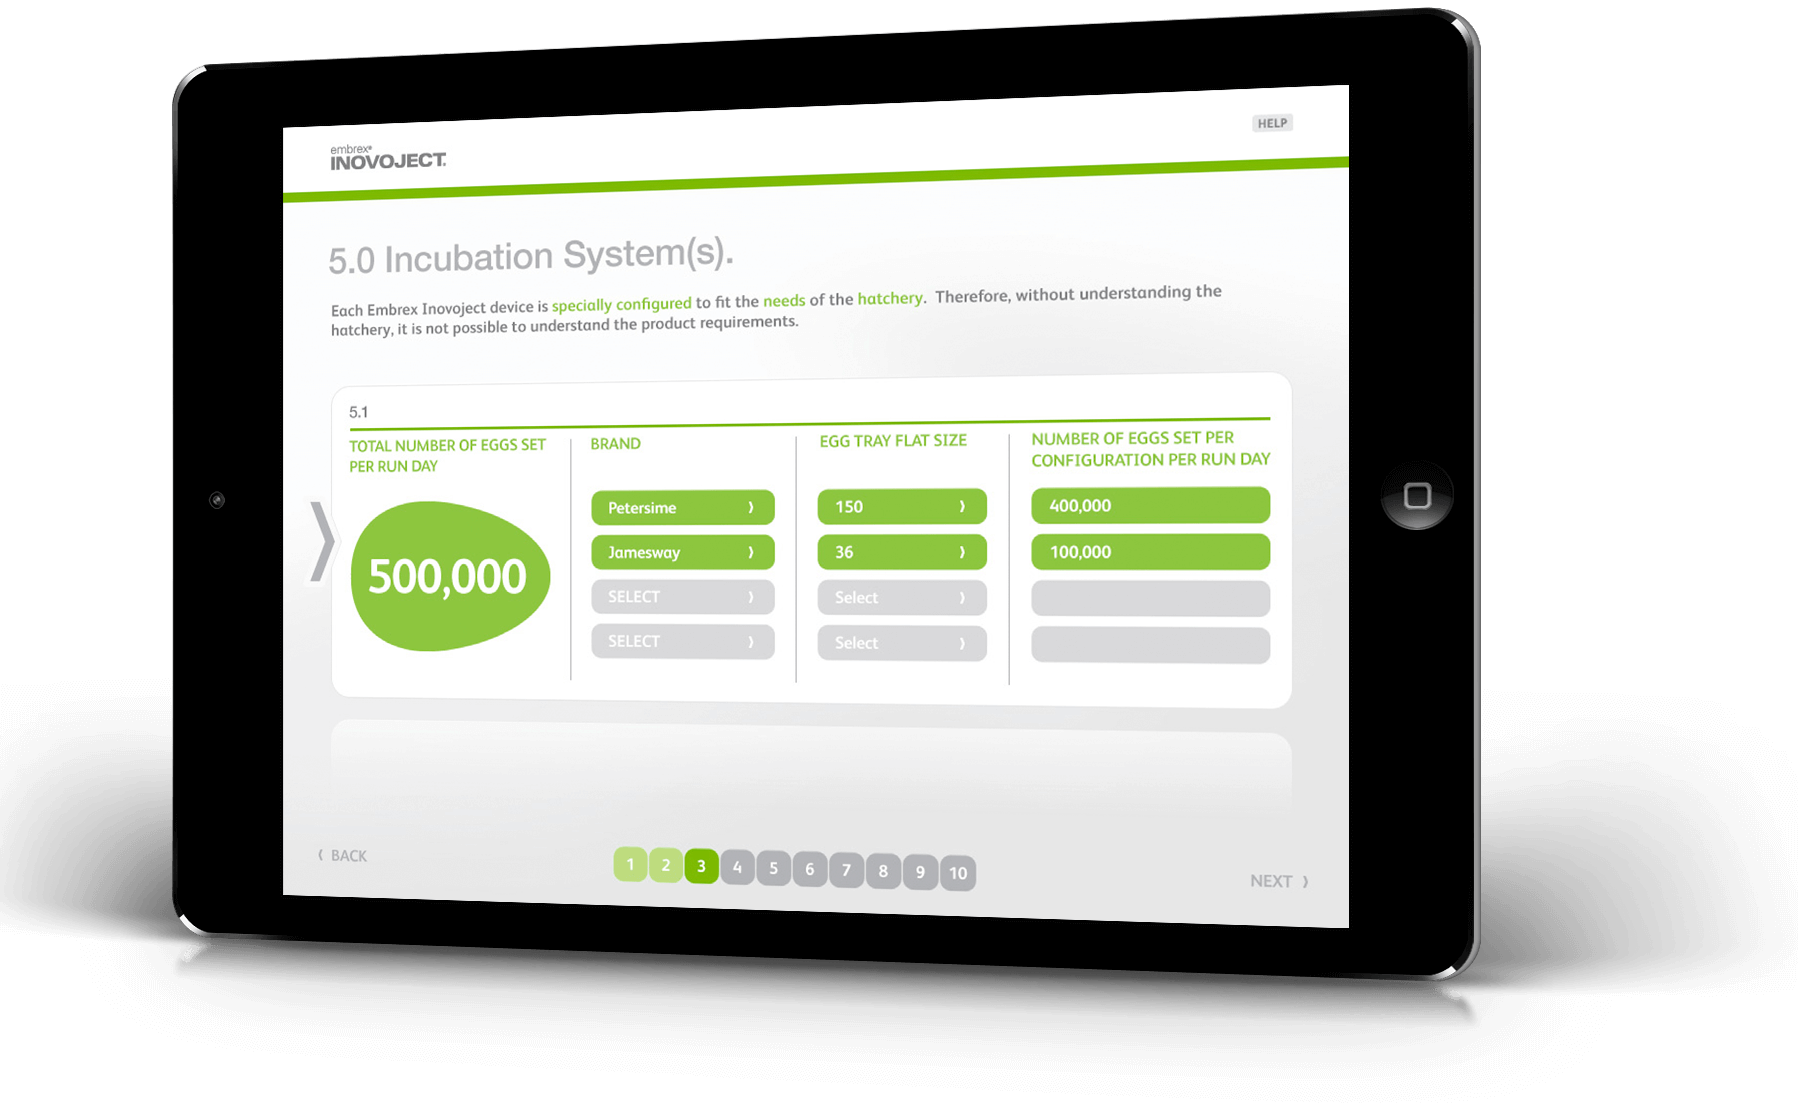 embrex®
INOVOJECT.
HELP
5.0 Incubation System(s).
Each Embrex Inovoject device is specially configured to fit the needs of the hatchery. Therefore, without understanding the
hatchery, it is not possible to understand the product requirements.
5.1
TOTAL NUMBER OF EGGS SET
PER RUN DAY
500,000
BRAND
Petersime
Jamesway
SELECT
SELECT
EGG TRAY FLAT SIZE
150
36
Select
Select
NUMBER OF EGGS SET PER
CONFIGURATION PER RUN DAY
400,000
100,000
BACK
1 2 3 4 5 6 7 8 9 10
NEXT